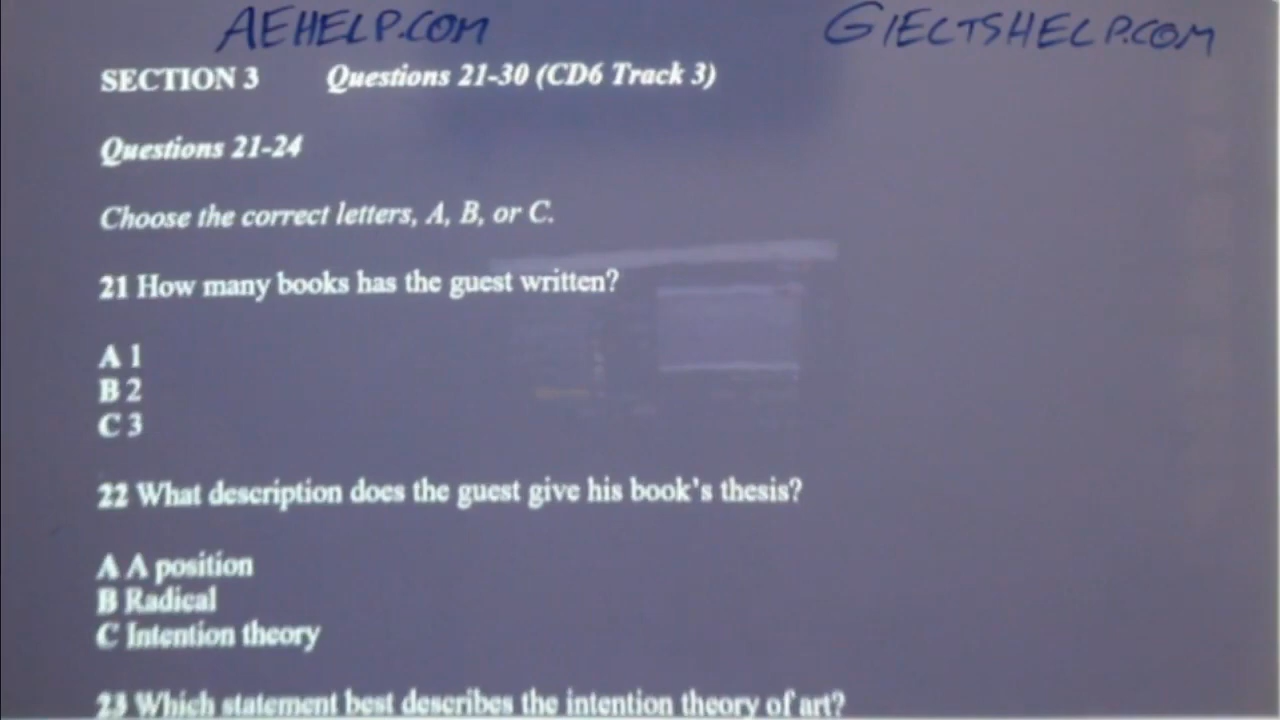 AEHELP.COM GIELTSHELP.COM
SECTION 3 Questions 21-30 (CD6 Track 3)
Questions 21-24
Choose the correct letters, A, B, or C.
21 How many books has the guest written?
A 1
B 2
C 3
22 What description does the guest give his book's thesis?
A A position
B Radical
C Intention theory
23 Which statement best describes the intention theory of art?